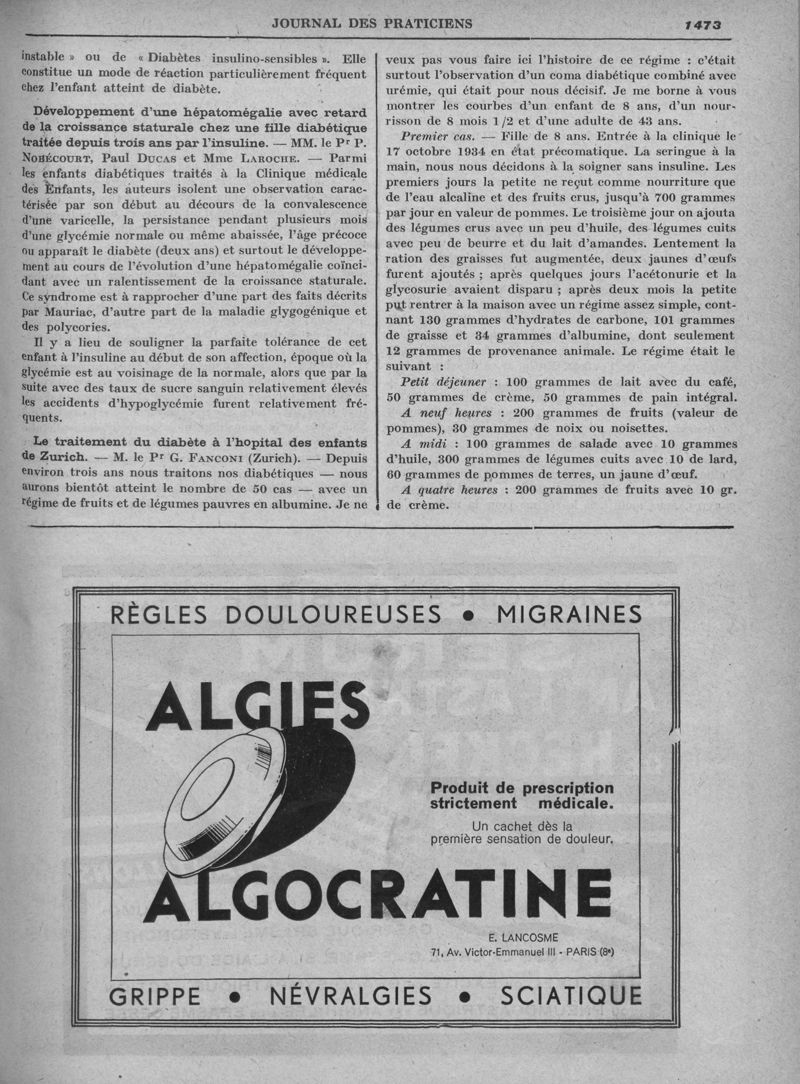 JOURNAL DES PRATICIENS
1473
instable » ou de « Diabètes insulino-sensibles ». Elle
constitue un mode de réaction particulièrement fréquent
chez l'enfant atteint de diabète.
Développement d'une hépatomégalie avec retard
de la croissance staturale chez une fille diabétique
traitée depuis trois ans par l'insuline. — MM. le Pr P.
NOBÉCOURT, Paul DUCAS et Mme LAROCHE. — Parmi
les enfants diabétiques traités à la Clinique médicale
des Enfants, les auteurs isolent une observation carac-
térisée par son début au décours de la convalescence
d'une varicelle, la persistance pendant plusieurs mois
d'une glycémie normale ou même abaissée, l'âge précoce
ou apparaît le diabète (deux ans) et surtout le développe-
ment au cours de l'évolution d'une hépatomégalie coïnci-
dant avec un ralentissement de la croissance staturale.
Ce syndrome est à rapprocher d'une part des faits décrits
par Mauriac, d'autre part de la maladie glygogénique et
des polycories.
Il y a lieu de souligner la parfaite tolérance de cet
enfant à l'insuline au début de son affection, époque où la
glycémie est au voisinage de la normale, alors que par la
suite avec des taux de sucre sanguin relativement élevés
les accidents d'hypoglycémie furent relativement fré-
quents.
Le traitement du diabète à l'hopital des enfants
de Zurich. — M. le Pr G. FANCONI (Zurich). — Depuis
environ trois ans nous traitons nos diabétiques — nous
aurons bientôt atteint le nombre de 50 cas — avec un
régime de fruits et de légumes pauvres en albumine. Je ne
veux pas vous faire ici l'histoire de ce régime : c'était
surtout l'observation d'un coma diabétique combiné avec
urémie, qui était pour nous décisif. Je me borne à vous
montrer les courbes d'un enfant de 8 ans, d'un nour-
risson de 8 mois 1/2 et d'une adulte de 43 ans.
Premier cas. — Fille de 8 ans. Entrée à la clinique le
17 octobre 1934 en état précomatique. La seringue à la
main, nous nous décidons à la soigner sans insuline. Les
premiers jours la petite ne reçut comme nourriture que
de l'eau alcaline et des fruits crus, jusqu'à 700 grammes
par jour en valeur de pommes. Le troisième jour on ajouta
des légumes crus avec un peu d'huile, des légumes cuits
avec peu de beurre et du lait d'amandes. Lentement la
ration des graisses fut augmentée, deux jaunes d'œufs
furent ajoutés ; après quelques jours l'acétonurie et la
glycosurie avaient disparu ; après deux mois la petite
put rentrer à la maison avec un régime assez simple, cont-
nant 130 grammes d'hydrates de carbone, 101 grammes
de graisse et 34 grammes d'albumine, dont seulement
12 grammes de provenance animale. Le régime était le
suivant :
Petit déjeuner : 100 grammes de lait avec du café,
50 grammes de crème, 50 grammes de pain intégral.
A neuf heures : 200 grammes de fruits (valeur de
pommes), 30 grammes de noix ou noisettes.
A midi : 100 grammes de salade avec 10 grammes
d'huile, 300 grammes de légumes cuits avec 10 de lard,
60 grammes de pommes de terres, un jaune d'œuf.
A quatre heures : 200 grammes de fruits avec 10 gr.
de crème.
RÈGLES DOULOUREUSES • MIGRAINES
ALGIES
Produit de prescription
strictement médicale.
Un cachet dès la
première sensation de douleur.
ALGOCRATINE
E. LANCOSME
71, Av. Victor-Emmanuel III - PARIS (8e)
GRIPPE • NÉVRALGIES • SCIATIQUE